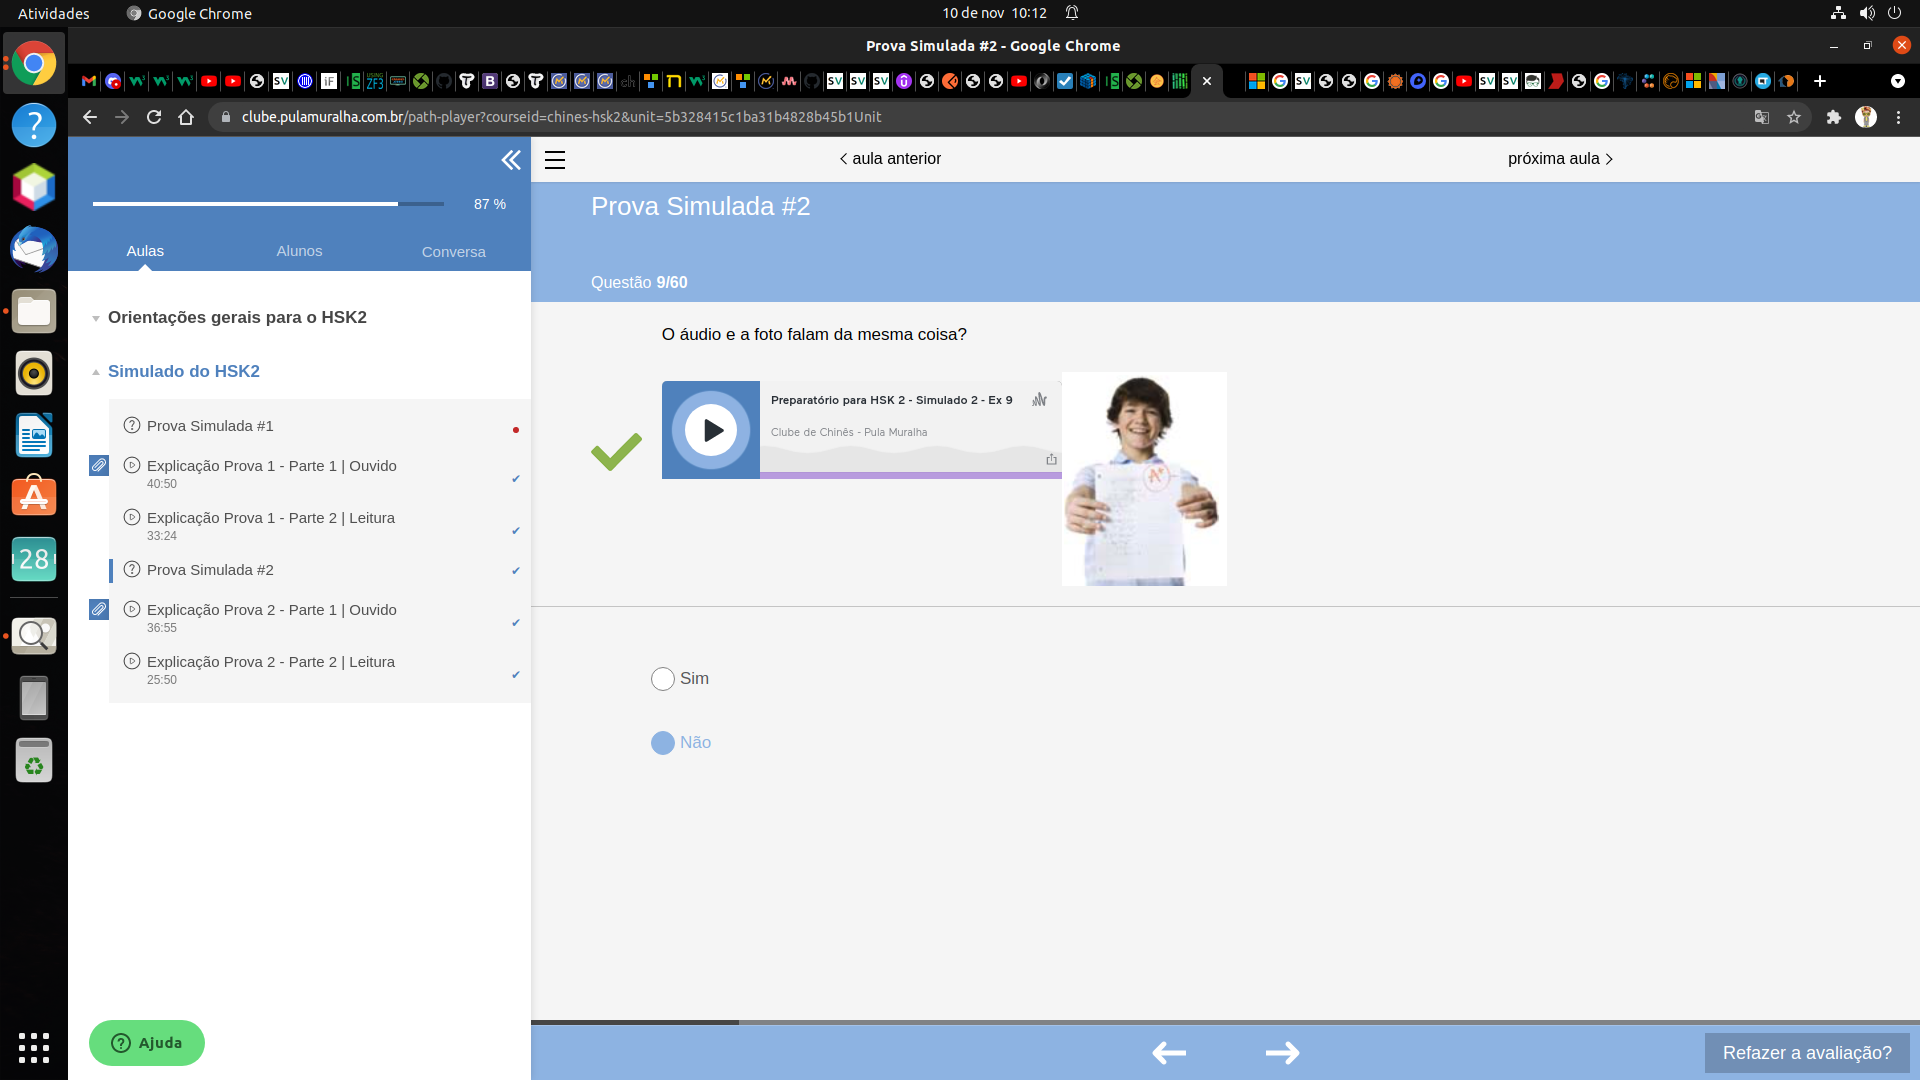 Atividades
Google Chrome
10 de nov 10:12
Prova Simulada #2 - Google Chrome
clube.pulamuralha.com.br/path-player?courseid=chines-hsk2&unit=5b328415c1ba31b4828b45b1Unit
aula anterior
próxima aula
87 %
Aulas
Alunos
Conversa
Orientações gerais para o HSK2
Simulado do HSK2
Prova Simulada #1
Explicação Prova 1 - Parte 1 | Ouvido
40:50
Explicação Prova 1 - Parte 2 | Leitura
33:24
Prova Simulada #2
Explicação Prova 2 - Parte 1 | Ouvido
36:55
Explicação Prova 2 - Parte 2 | Leitura
25:50
Ajuda
28
Prova Simulada #2
Questão 9/60
O áudio e a foto falam da mesma coisa?
Preparatório para HSK 2 - Simulado 2 - Ex 9
Clube de Chinês - Pula Muralha
A+
Sim
Não
Refazer a avaliação?